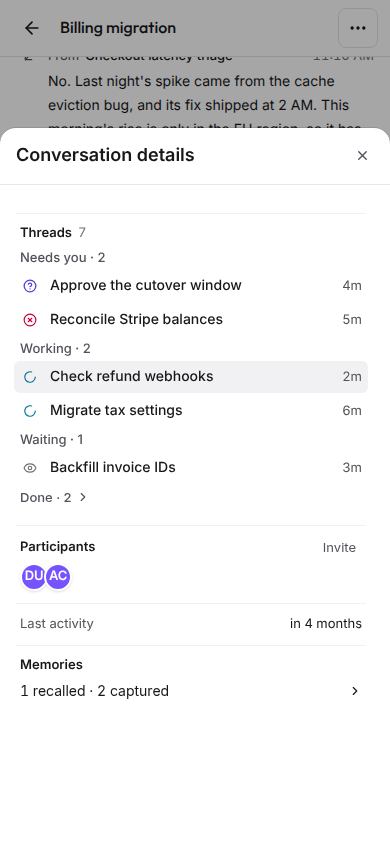 Billing migration
From Checkout latency triage 11:16 AM
No. Last night's spike came from the cache
eviction bug, and its fix shipped at 2 AM. This
morning's rise is only in the EU region, so it has
Conversation details
Threads 7
Needs you · 2
Approve the cutover window 4m
Reconcile Stripe balances 5m
Working · 2
Check refund webhooks 2m
Migrate tax settings 6m
Waiting · 1
Backfill invoice IDs 3m
Done · 2
Participants Invite
DU AC
Last activity in 4 months
Memories
1 recalled · 2 captured